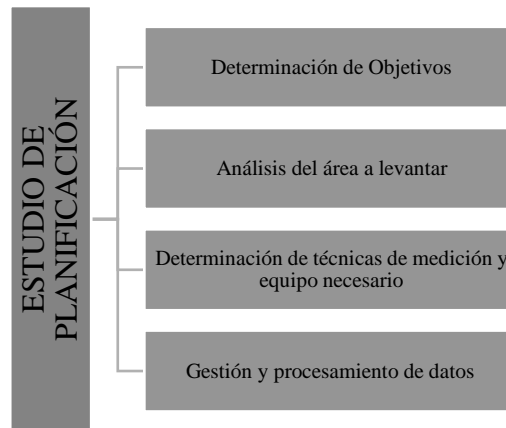 ESTUDIO DE
PLANIFICACIÓN
Determinación de Objetivos
Análisis del área a levantar
Determinación de técnicas de medición y
equipo necesario
Gestión y procesamiento de datos